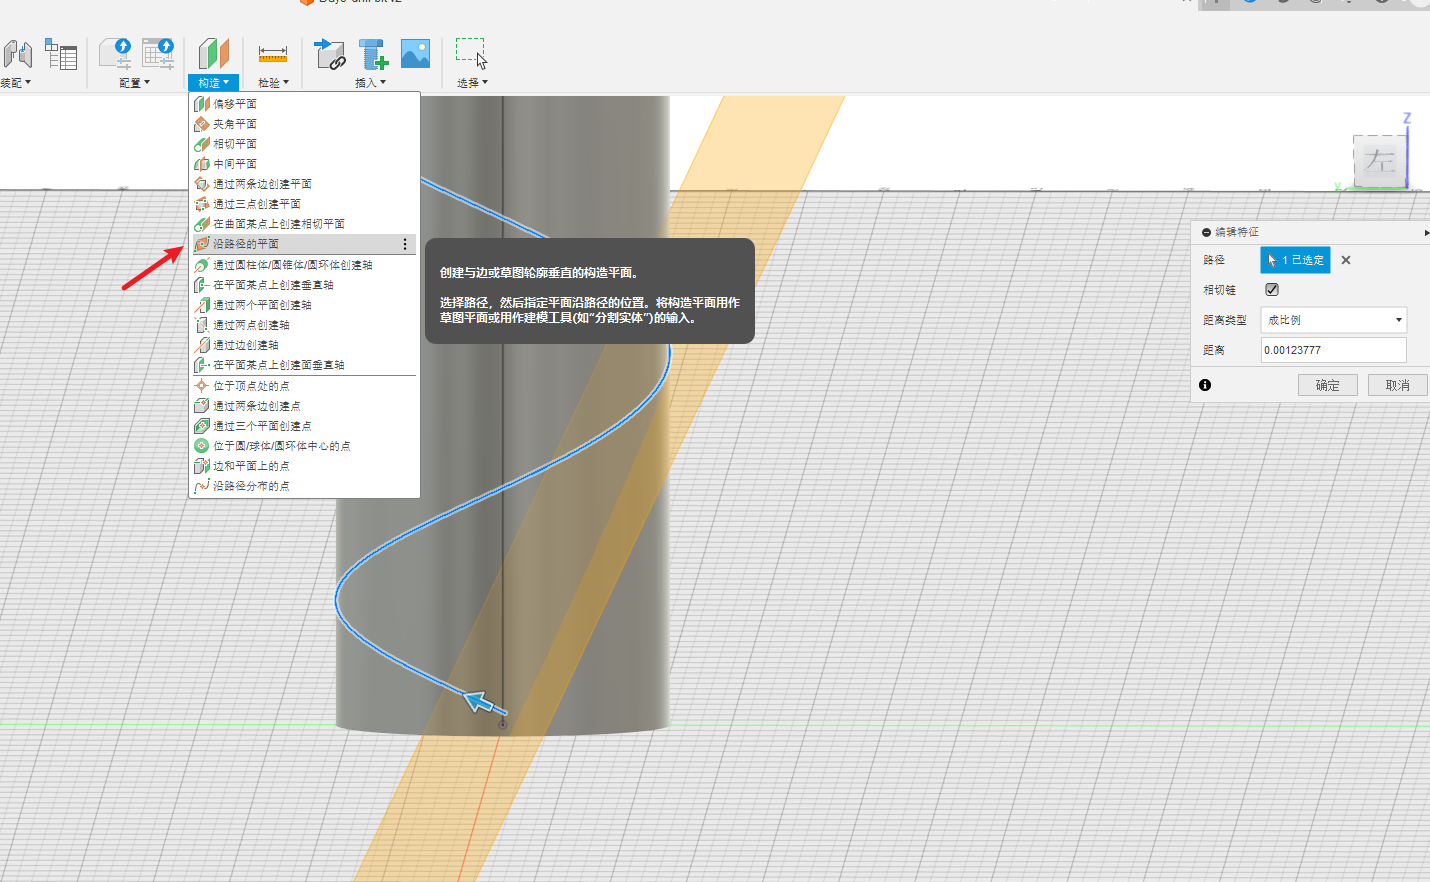 装配
配置
构造
检验
插入
选择
偏移平面
夹角平面
相切平面
中间平面
通过两条边创建平面
通过三点创建平面
在曲面某点上创建相切平面
沿路径的平面
通过圆柱体/圆锥体/圆环体创建轴
在平面某点上创建垂直轴
通过两个平面创建轴
通过两点创建轴
通过边创建轴
在平面某点上创建面垂直轴
位于顶点处的点
通过两条边创建点
通过三个平面创建点
位于圆/球体/圆环体中心的点
边和平面上的点
沿路径分布的点
创建与边或草图轮廓垂直的构造平面。
选择路径，然后指定平面沿路径的位置。将构造平面用作
草图平面或用作建模工具(如“分割实体”)的输入。
Z
左
Y
编辑特征
路径
1 已选定
相切链
距离类型
成比例
距离
0.00123777
确定
取消